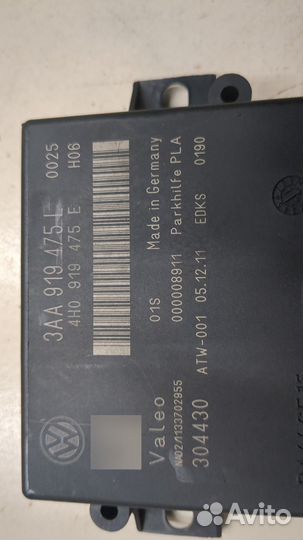 3AA 919 475 L 0025
4H0 919 475 E H06
01S Made in Germany
000008911 Parkhilfe PLA
Valeo ATW-001 05.12.11 EDKS 0190
NA02/1133702955
304430
Avito